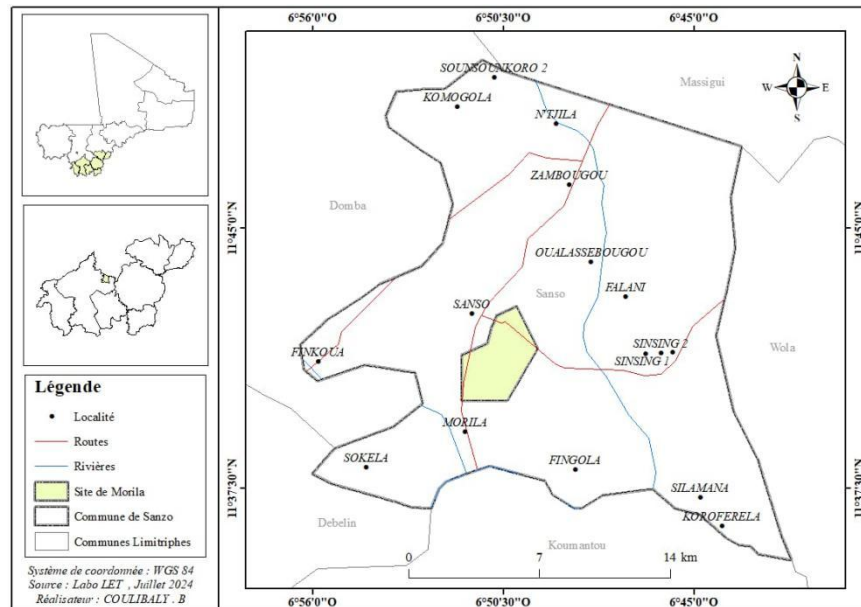 6°56'0"O
6°50'30"O
6°45'0"O
SOUNSOUNKORO 2
Massigui
N
W
E
S
KOMOGOLA
N'TJILA
ZAMBOUGOU
Domba
11°45'0"N
11°45'0"N
OUALASSEBOUGOU
FALANI
Sanso
SANSO
SINSING 2
Wola
FINKOUA
SINSING 1
MORILA
SOKELA
FINGOLA
11°37'30"N
11°37'30"N
SILAMANA
Debelin
KOROFERELA
Koumantou
0
7
14 km
6°56'0"O
6°50'30"O
6°45'0"O
Légende
Localité
Routes
Rivières
Site de Morila
Commune de Sanzo
Communes Limitriphes
Système de coordonnée : WGS 84
Source : Labo LET , Juillet 2024
Réalisateur : COULIBALY . B